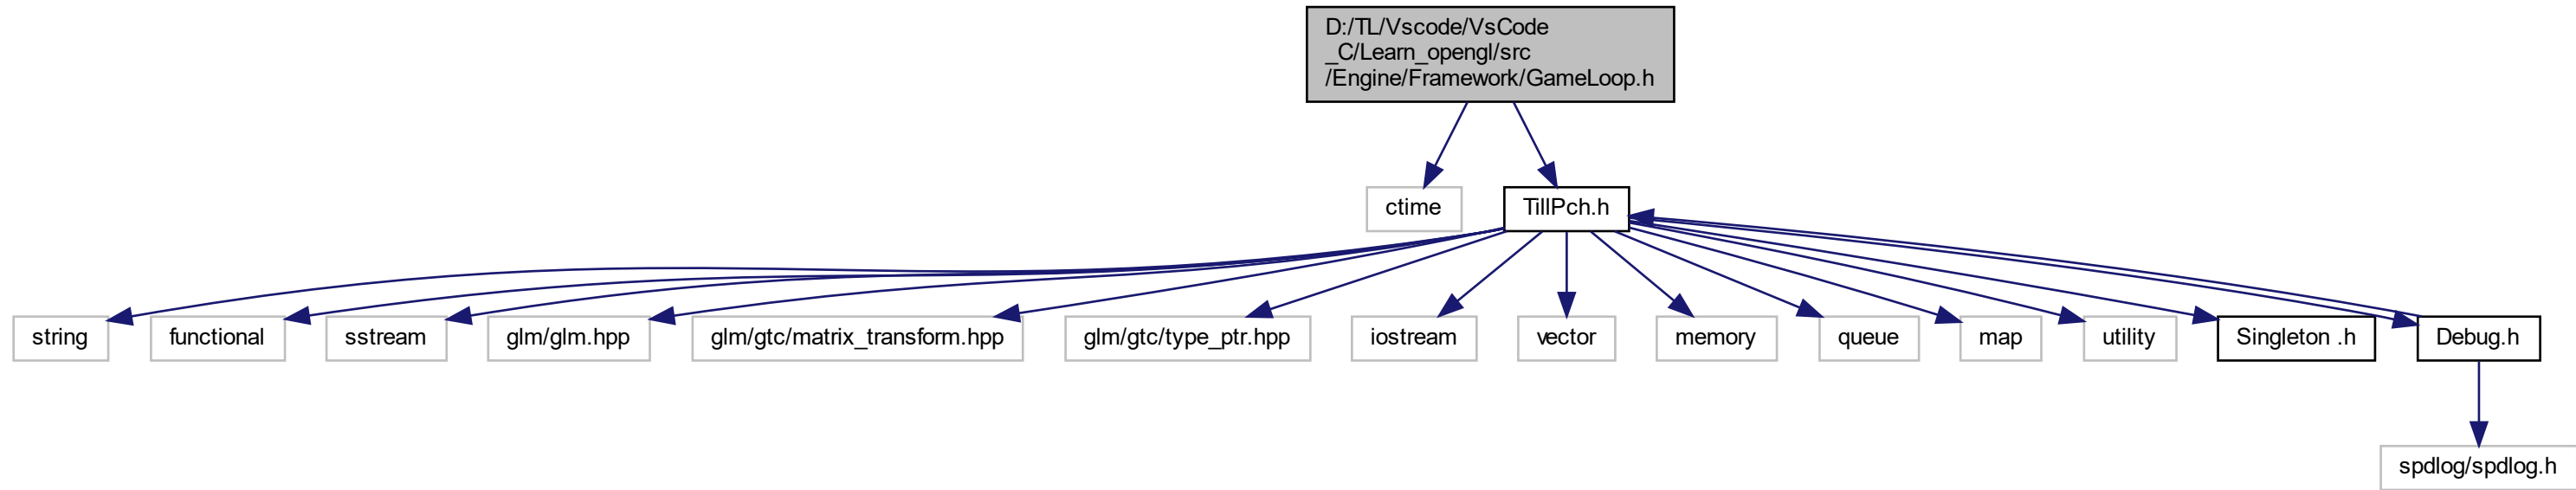 D:/TL/Vscode/VsCode
_C/Learn_opengl/src
/Engine/Framework/GameLoop.h
ctime
TillPch.h
string
functional
sstream
glm/glm.hpp
glm/gtc/matrix_transform.hpp
glm/gtc/type_ptr.hpp
iostream
vector
memory
queue
map
utility
Singleton .h
Debug.h
spdlog/spdlog.h